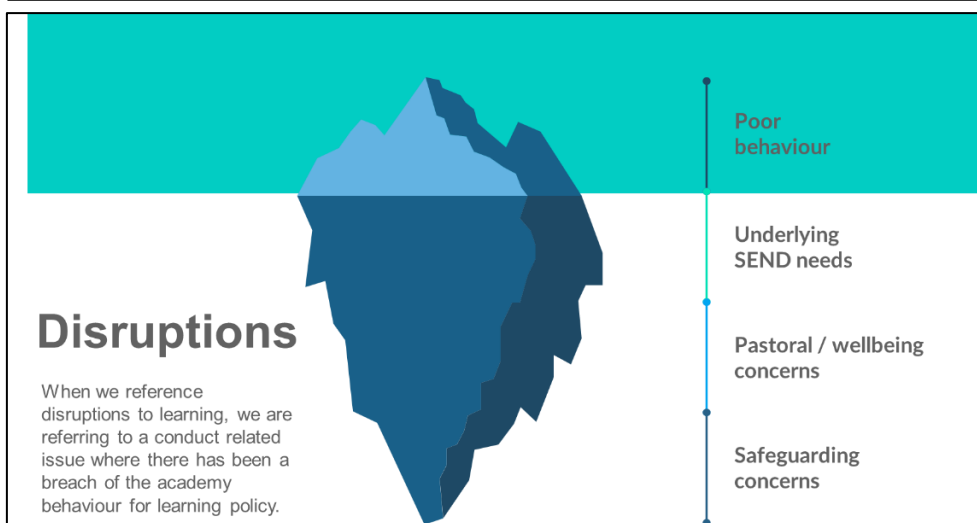 Poor
behaviour
Underlying
SEND needs
Disruptions
Pastoral / wellbeing
concerns
When we reference
disruptions to learning, we are
referring to a conduct related
issue where there has been a
breach of the academy
behaviour for learning policy.
Safeguarding
concerns